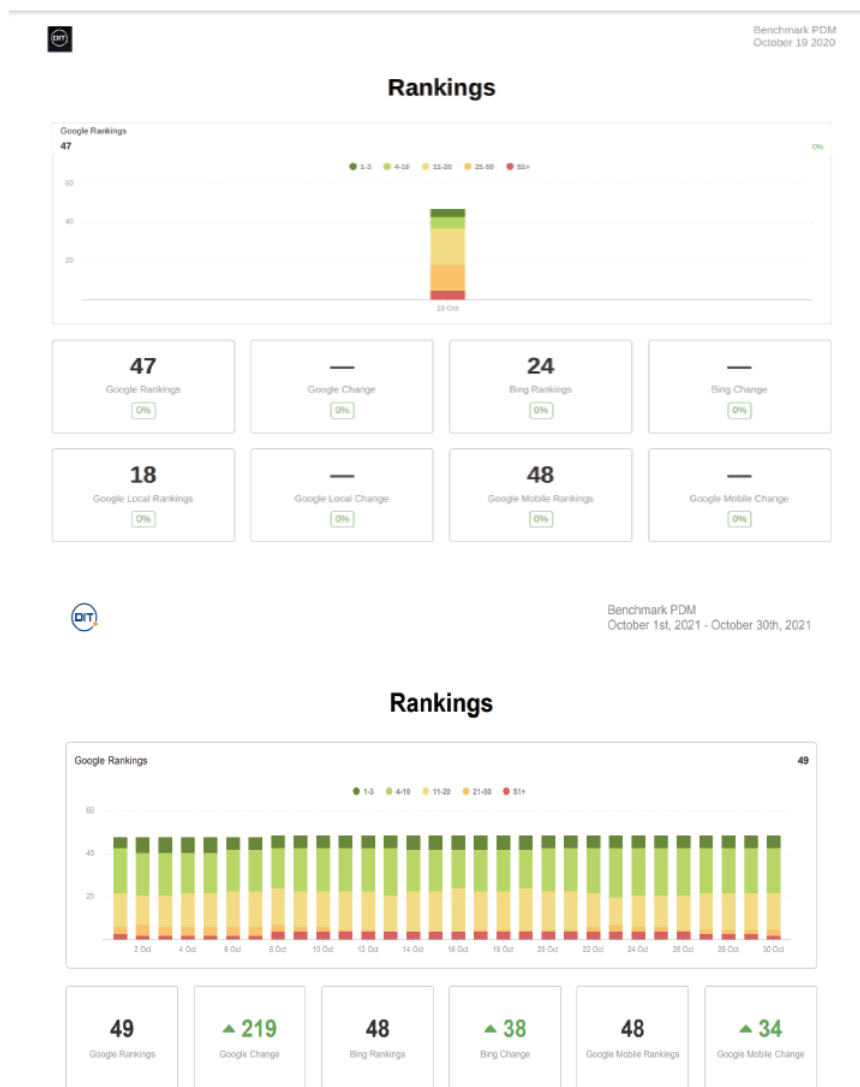 DIT
Benchmark PDM
October 19 2020
Rankings
Google Rankings
47
0%
1-3 4-10 11-20 21-50 51+
60
40
20
19 Oct
47
Google Rankings
0%
—
Google Change
0%
24
Bing Rankings
0%
—
Bing Change
0%
18
Google Local Rankings
0%
—
Google Local Change
0%
48
Google Mobile Rankings
0%
—
Google Mobile Change
0%
DIT
Benchmark PDM
October 1st, 2021 - October 30th, 2021
Rankings
Google Rankings
49
1-3 4-10 11-20 21-50 51+
60
40
20
2 Oct 4 Oct 6 Oct 8 Oct 10 Oct 12 Oct 14 Oct 16 Oct 18 Oct 20 Oct 22 Oct 24 Oct 26 Oct 28 Oct 30 Oct
49
Google Rankings
219
Google Change
48
Bing Rankings
38
Bing Change
48
Google Mobile Rankings
34
Google Mobile Change